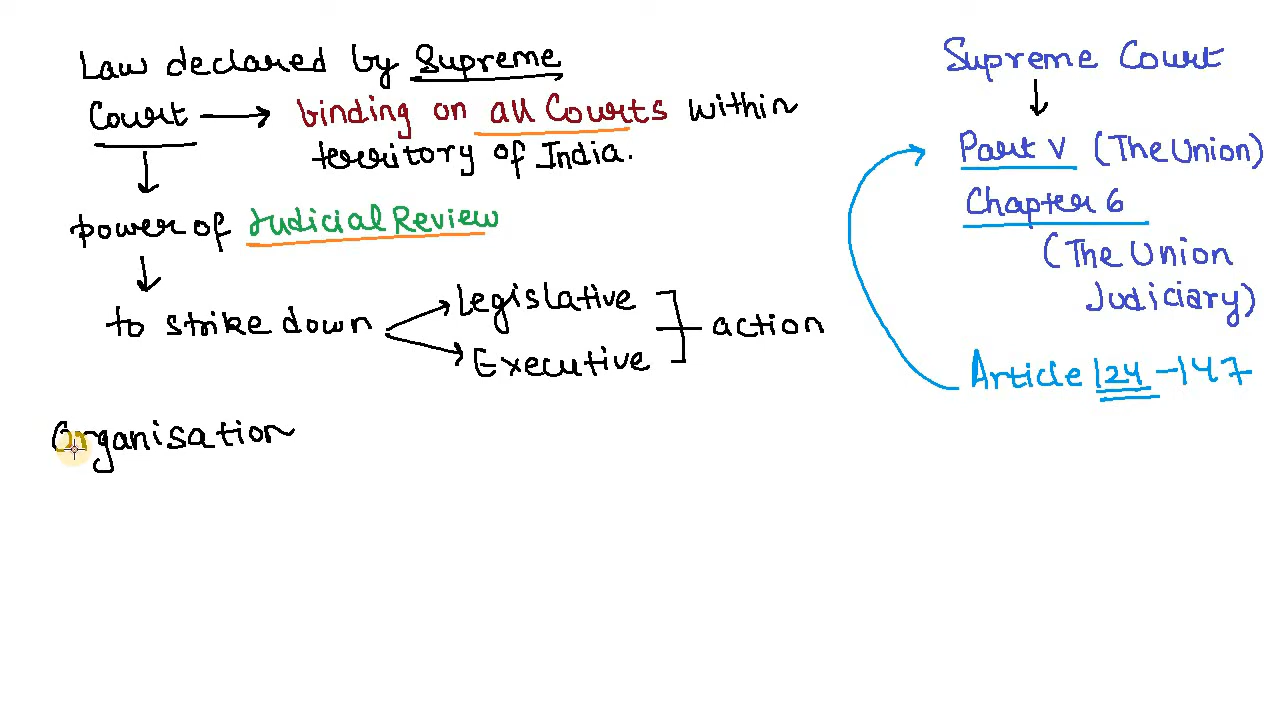 Law declared by Supreme
Court → binding on all Courts within
territory of India.
power of Judicial Review
to strike down
Legislative
Executive
action
Organisation
Supreme Court
Part V (The Union)
Chapter 6
(The Union
Judiciary)
Article 124-147